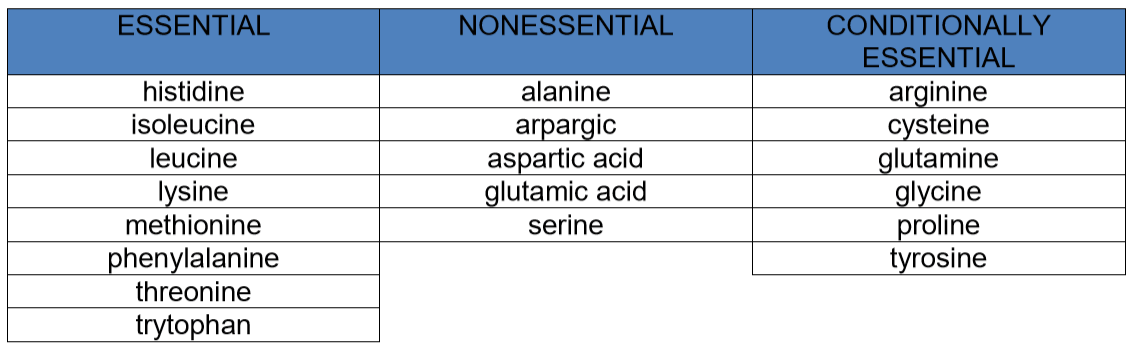 ESSENTIAL NONESSENTIAL CONDITIONALLY
ESSENTIAL
histidine alanine arginine
isoleucine arpargic cysteine
leucine aspartic acid glutamine
lysine glutamic acid glycine
methionine serine proline
phenylalanine tyrosine
threonine
trytophan